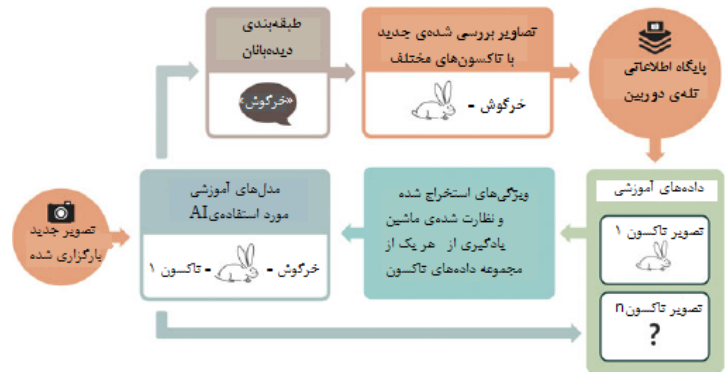 طبقه‌بندی
دیده‌بانان
«خرگوش»
تصاویر بررسی شده‌ی جدید
با تاکسون‌های مختلف
خرگوش -
پایگاه اطلاعاتی
تله‌ی دوربین
داده‌های آموزشی
تصویر تاکسون ۱
تصویر تاکسون n
?
ویژگی‌های استخراج شده
و نظارت شده‌ی ماشین
یادگیری از هر یک از
مجموعه داده‌های تاکسون
مدل‌های آموزشی
مورد استفاده‌ی AI
خرگوش - - تاکسون ۱
تصویر جدید
بارگزاری شده